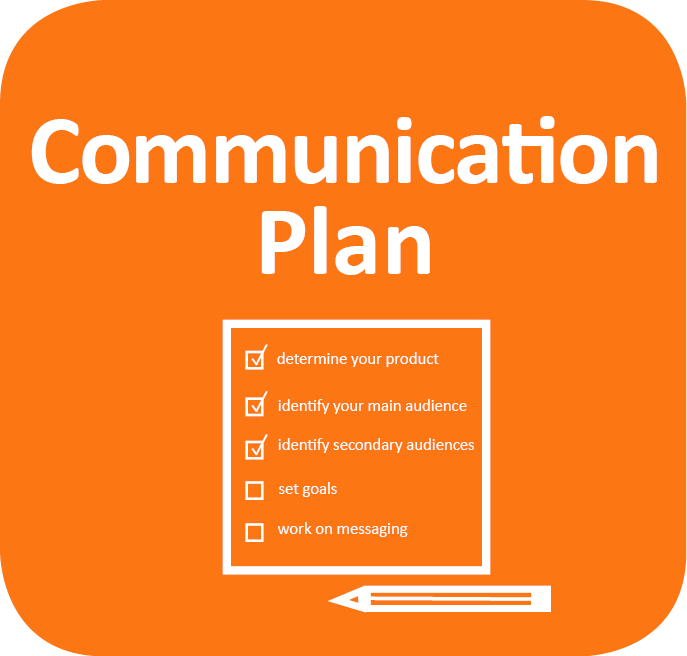 Communication
Plan
determine your product
identify your main audience
identify secondary audiences
set goals
work on messaging